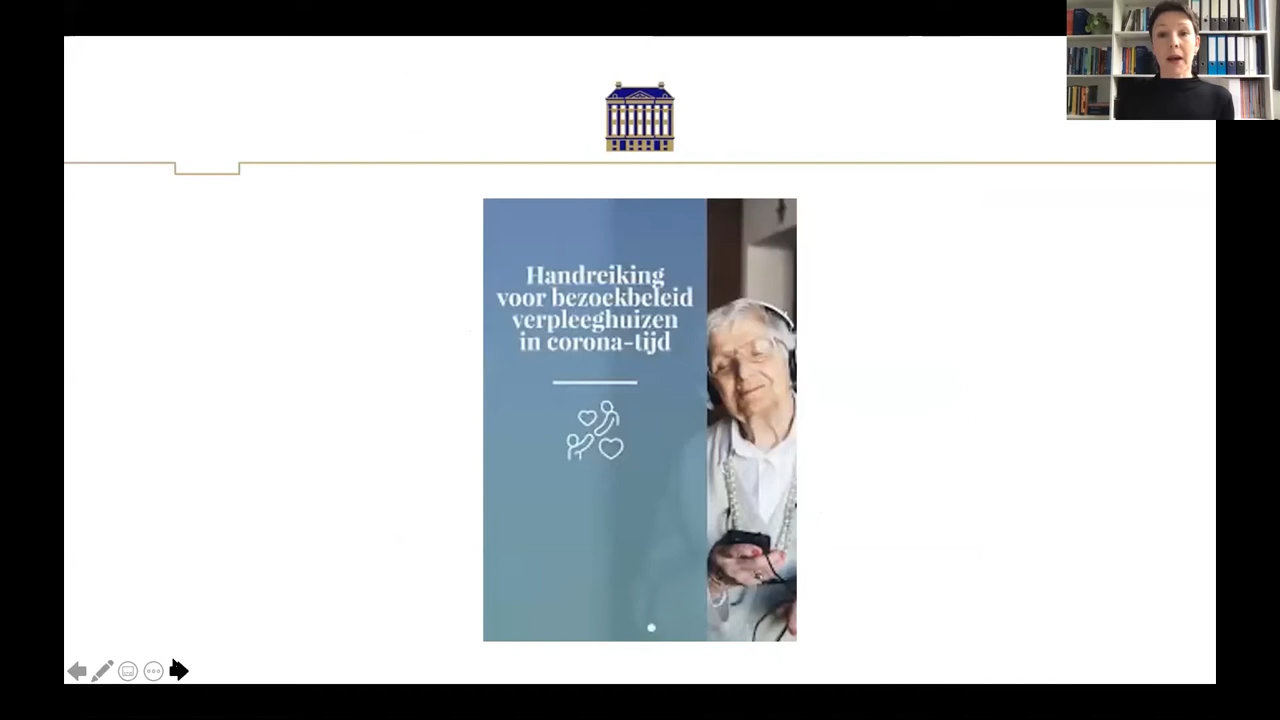 Handreiking
voor bezoekbeleid
verpleeghuizen
in corona-tijd